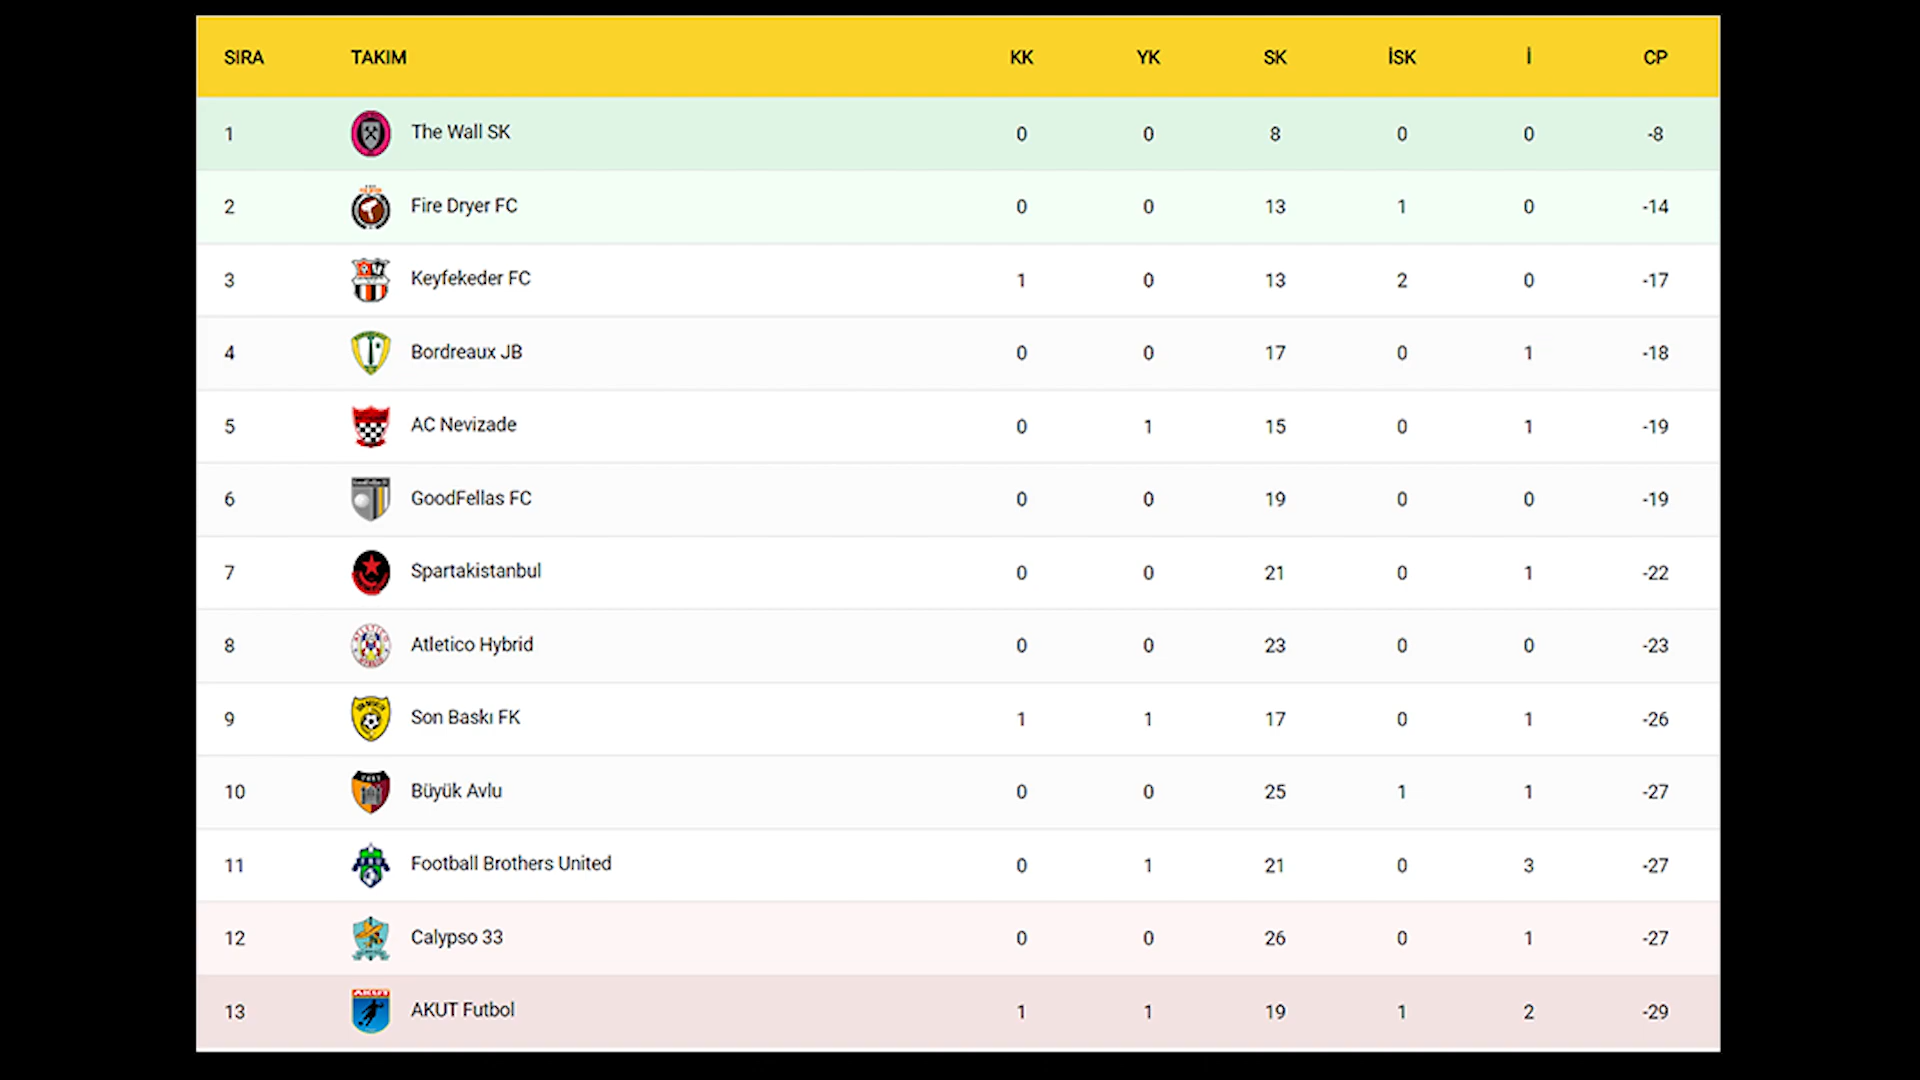 SIRA TAKIM KK YK SK İSK İ CP
1 The Wall SK 0 0 8 0 0 -8
2 Fire Dryer FC 0 0 13 1 0 -14
3 Keyfekeder FC 1 0 13 2 0 -17
4 Bordreaux JB 0 0 17 0 1 -18
5 AC Nevizade 0 1 15 0 1 -19
6 GoodFellas FC 0 0 19 0 0 -19
7 Spartakistanbul 0 0 21 0 1 -22
8 Atletico Hybrid 0 0 23 0 0 -23
9 Son Baskı FK 1 1 17 0 1 -26
10 Büyük Avlu 0 0 25 1 1 -27
11 Football Brothers United 0 1 21 0 3 -27
12 Calypso 33 0 0 26 0 1 -27
13 AKUT AKUT Futbol 1 1 19 1 2 -29